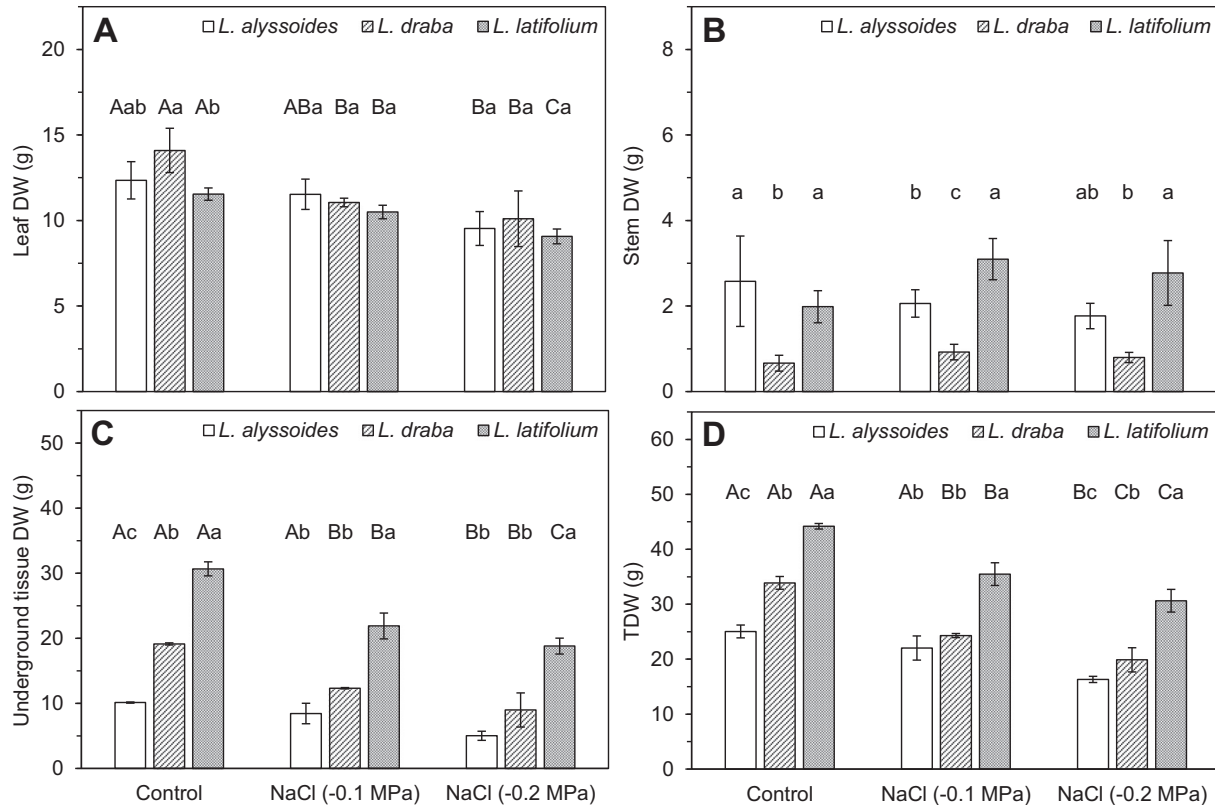 A
L. alyssoides L. draba L. latifolium
20
15
10
5
0
Leaf DW (g)
Aab Aa Ab ABa Ba Ba Ba Ba Ca
B
L. alyssoides L. draba L. latifolium
8
6
4
2
0
Stem DW (g)
a b a b c a ab b a
C
L. alyssoides L. draba L. latifolium
50
40
30
20
10
0
Underground tissue DW (g)
Ac Ab Aa Ab Bb Ba Bb Bb Ca
Control NaCl (-0.1 MPa) NaCl (-0.2 MPa)
D
L. alyssoides L. draba L. latifolium
60
50
40
30
20
10
0
TDW (g)
Ac Ab Aa Ab Bb Ba Bc Cb Ca
Control NaCl (-0.1 MPa) NaCl (-0.2 MPa)